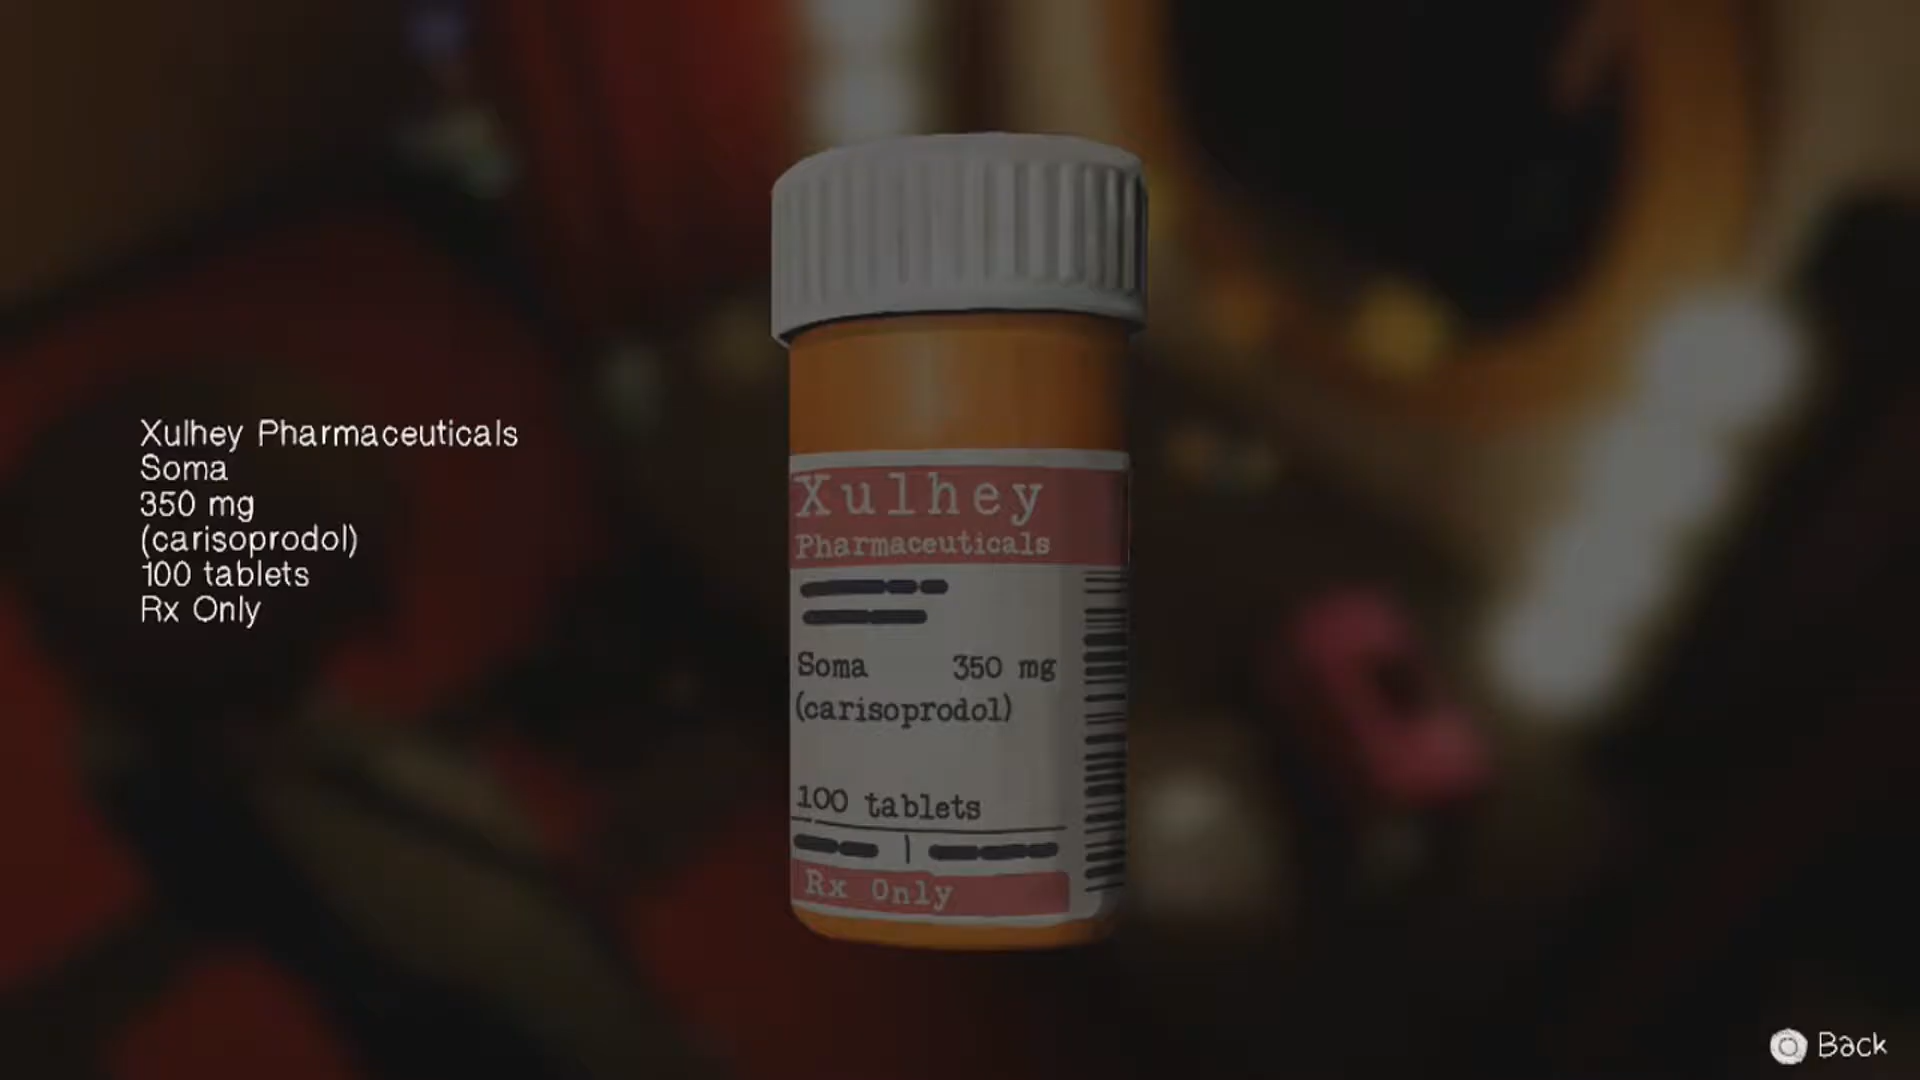 Xulhey Pharmaceuticals
Soma
350 mg
(carisoprodol)
100 tablets
Rx Only
Xulhey
Pharmaceuticals
Soma 350 mg
(carisoprodol)
100 tablets
Rx Only
Back